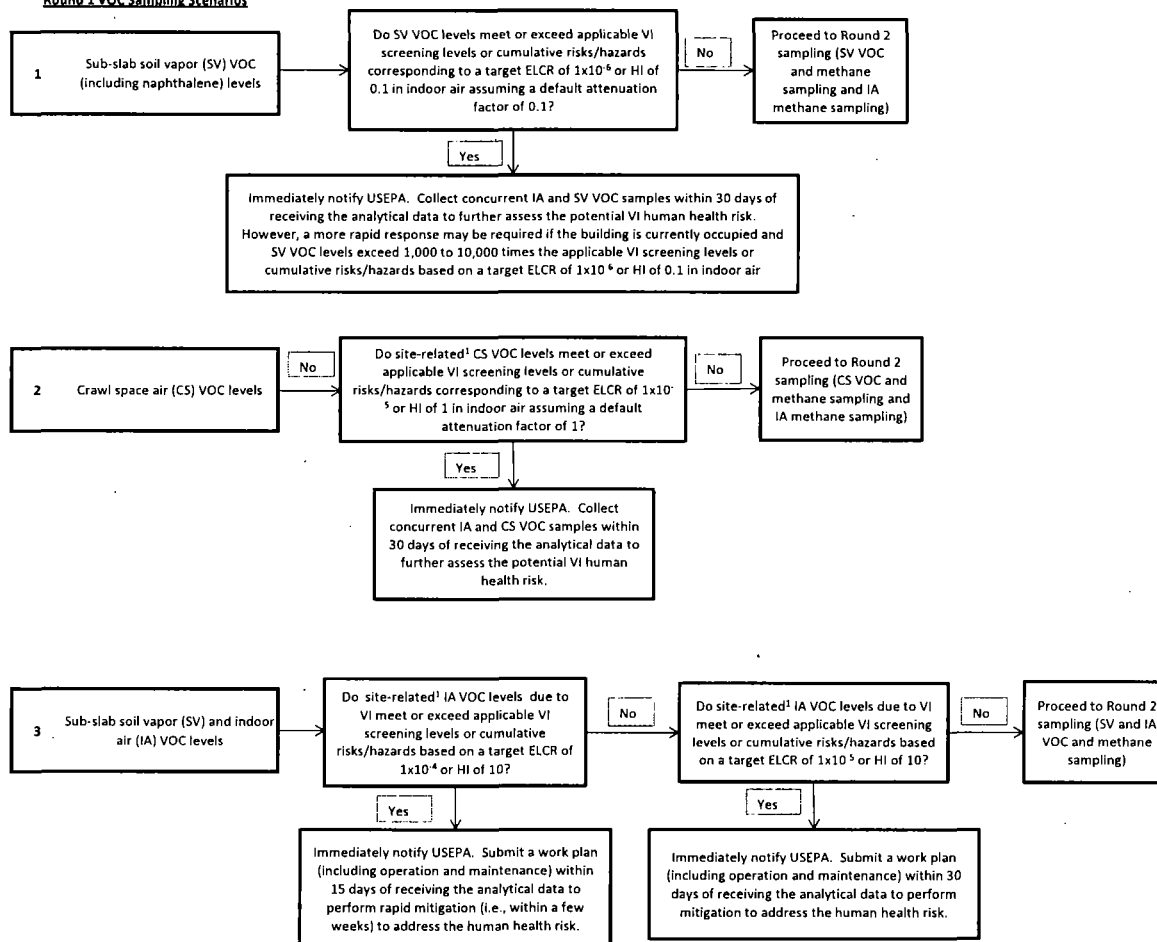 Round 1 VOC Sampling Scenarios
1
Sub-slab soil vapor (SV) VOC
(including naphthalene) levels
Do SV VOC levels meet or exceed applicable VI
screening levels or cumulative risks/hazards
corresponding to a target ELCR of 1x10-6 or HI of
0.1 in indoor air assuming a default attenuation
factor of 0.1?
No
Proceed to Round 2
sampling (SV VOC
and methane
sampling and IA
methane sampling)
Yes
Immediately notify USEPA. Collect concurrent IA and SV VOC samples within 30 days of
receiving the analytical data to further assess the potential VI human health risk.
However, a more rapid response may be required if the building is currently occupied and
SV VOC levels exceed 1,000 to 10,000 times the applicable VI screening levels or
cumulative risks/hazards based on a target ELCR of 1x10 6 or HI of 0.1 in indoor air
2
Crawl space air (CS) VOC levels
No
Do site-related1 CS VOC levels meet or exceed
applicable VI screening levels or cumulative
risks/hazards corresponding to a target ELCR of 1x10-
5 or HI of 1 in indoor air assuming a default
attenuation factor of 1?
No
Proceed to Round 2
sampling (CS VOC and
methane sampling and
IA methane sampling)
Yes
Immediately notify USEPA. Collect
concurrent IA and CS VOC samples within
30 days of receiving the analytical data to
further assess the potential VI human
health risk.
3
Sub-slab soil vapor (SV) and indoor
air (IA) VOC levels
Do site-related1 IA VOC levels due to
VI meet or exceed applicable VI
screening levels or cumulative
risks/hazards based on a target ELCR of
1x10-4 or HI of 10?
No
Do site-related1 IA VOC levels due to VI
meet or exceed applicable VI screening
levels or cumulative risks/hazards based
on a target ELCR of 1x10 5 or HI of 10?
No
Proceed to Round 2
sampling (SV and IA
VOC and methane
sampling)
Yes
Immediately notify USEPA. Submit a work plan
(including operation and maintenance) within
15 days of receiving the analytical data to
perform rapid mitigation (i.e., within a few
weeks) to address the human health risk.
Yes
Immediately notify USEPA. Submit a work plan
(including operation and maintenance) within 30
days of receiving the analytical data to perform
mitigation to address the human health risk.